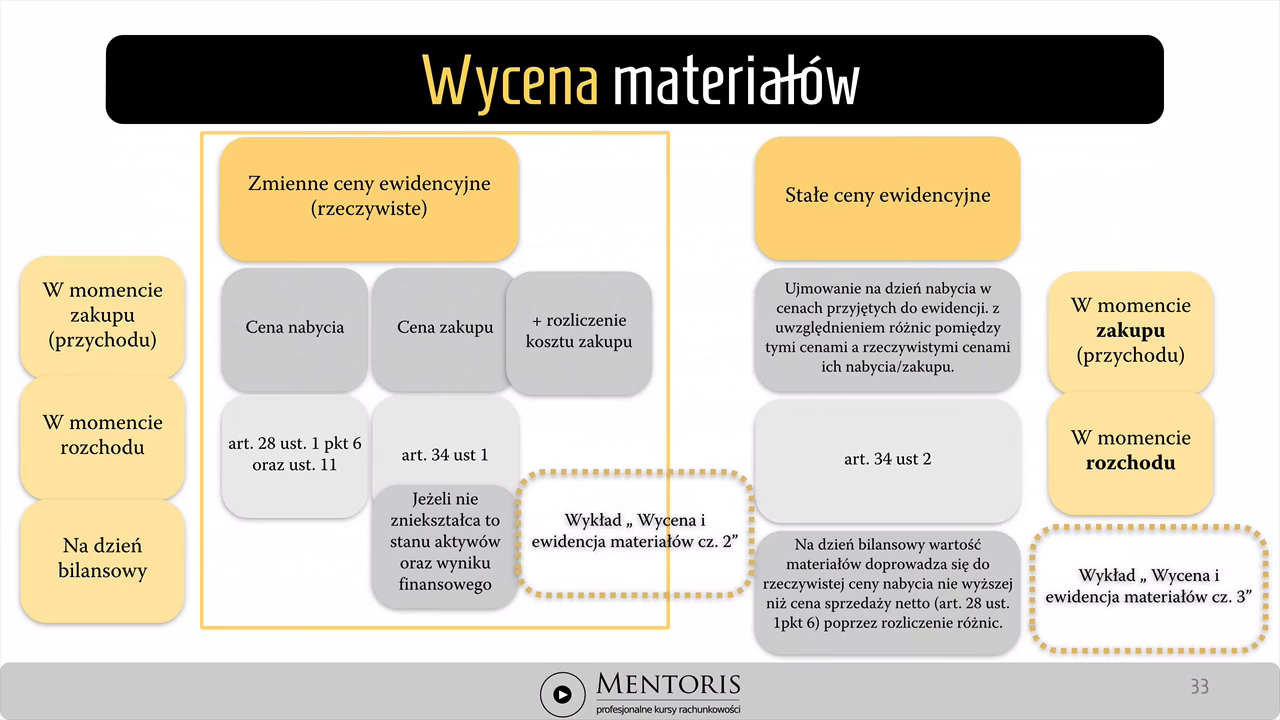 Wycena materiałów
Zmienne ceny ewidencyjne
(rzeczywiste)
Stałe ceny ewidencyjne
W momencie
zakupu
(przychodu)
Cena nabycia
Cena zakupu
+ rozliczenie
kosztu zakupu
Ujmowanie na dzień nabycia w
cenach przyjętych do ewidencji. z
uwzględnieniem różnic pomiędzy
tymi cenami a rzeczywistymi cenami
ich nabycia/zakupu.
W momencie
zakupu
(przychodu)
W momencie
rozchodu
art. 28 ust. 1 pkt 6
oraz ust. 11
art. 34 ust 1
art. 34 ust 2
W momencie
rozchodu
Na dzień
bilansowy
Jeżeli nie
zniekształca to
stanu aktywów
oraz wyniku
finansowego
Wykład „ Wycena i
ewidencja materiałów cz. 2”
Na dzień bilansowy wartość
materiałów doprowadza się do
rzeczywistej ceny nabycia nie wyższej
niż cena sprzedaży netto (art. 28 ust.
1pkt 6) poprzez rozliczenie różnic.
Wykład „ Wycena i
ewidencja materiałów cz. 3”
MENTORIS
profesjonalne kursy rachunkowości
33